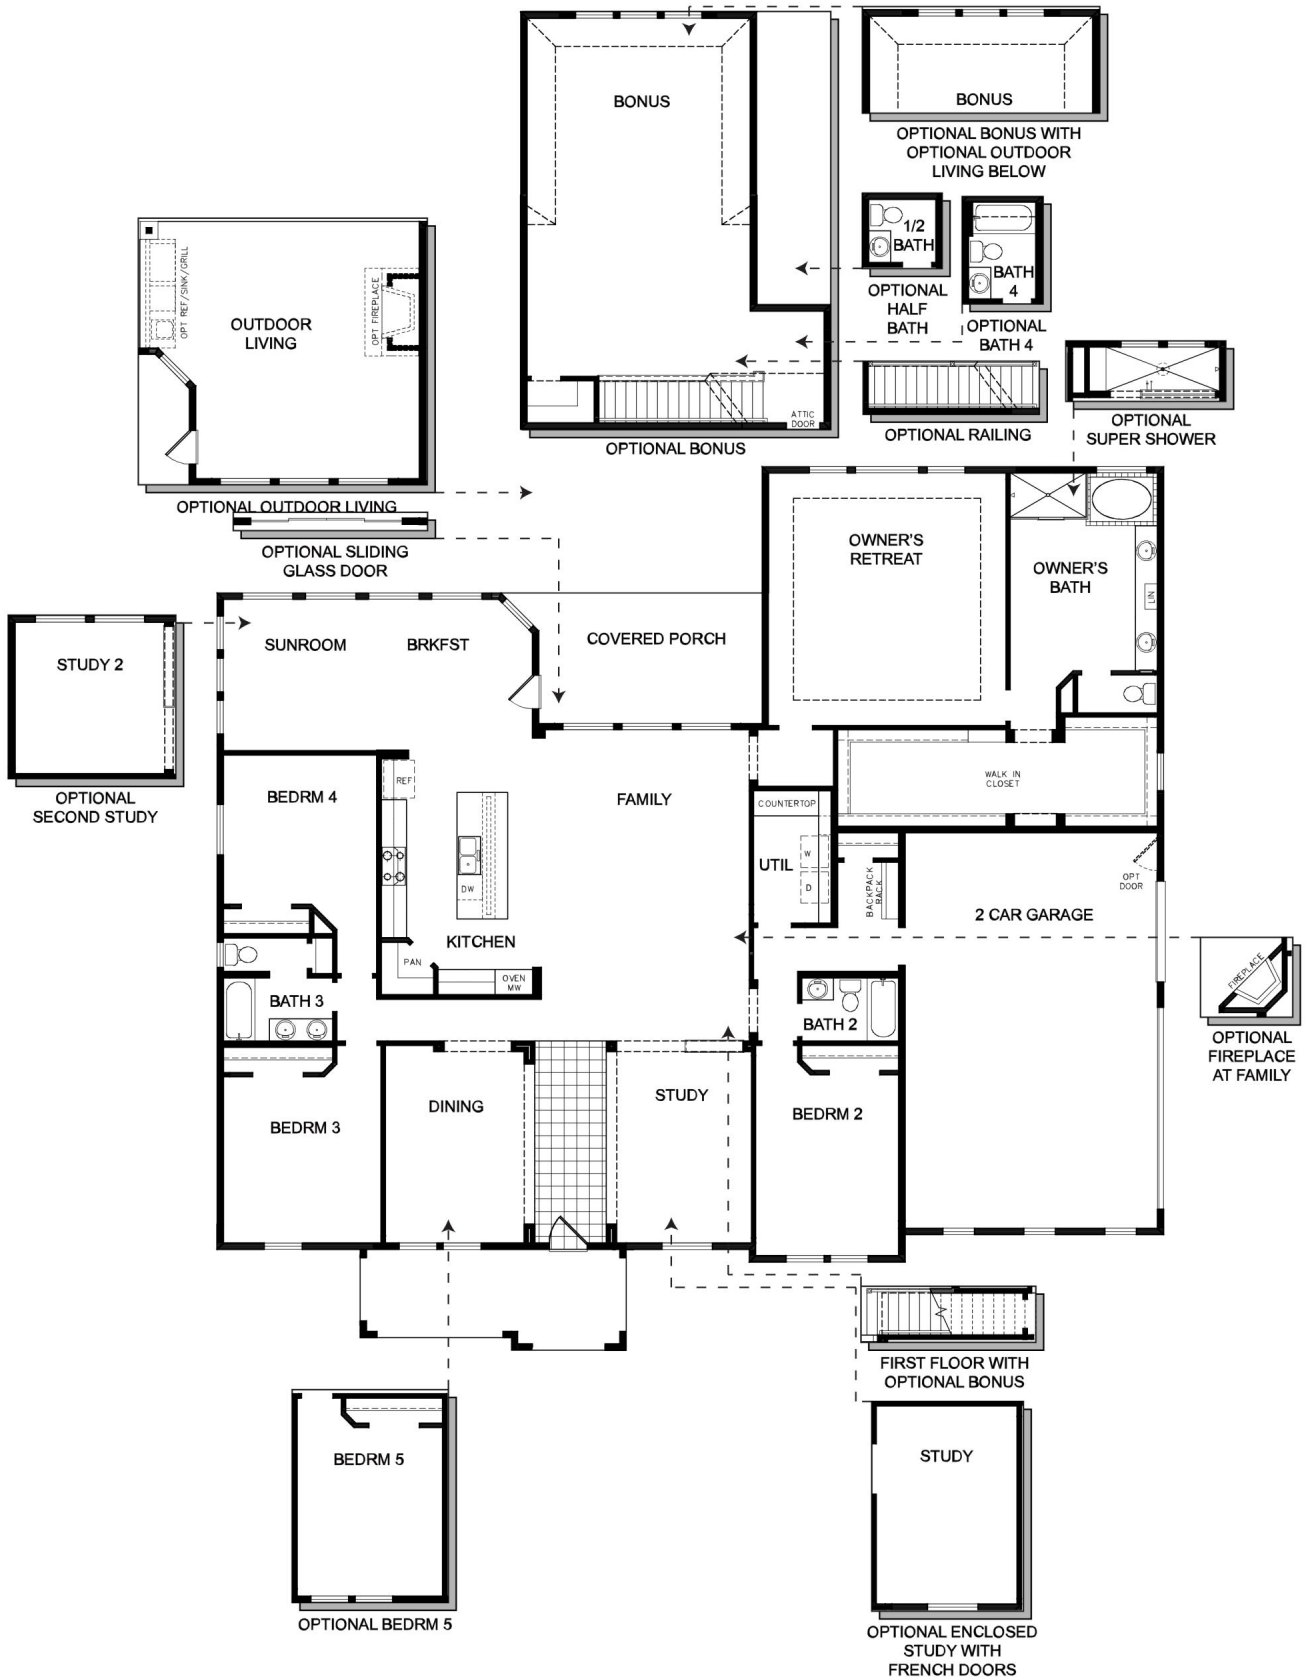 BONUS
BONUS
OPTIONAL BONUS WITH
OPTIONAL OUTDOOR
LIVING BELOW
1/2
BATH
OPTIONAL
HALF
BATH
BATH
4
OPTIONAL
BATH 4
OPT REF/SINK/GRILL
OUTDOOR
LIVING
OPT FIREPLACE
OPTIONAL OUTDOOR LIVING
ATTIC
DOOR
OPTIONAL BONUS
OPTIONAL RAILING
OPTIONAL
SUPER SHOWER
OPTIONAL SLIDING
GLASS DOOR
OWNER'S
RETREAT
OWNER'S
BATH
LIN
STUDY 2
OPTIONAL
SECOND STUDY
SUNROOM
BRKFST
COVERED PORCH
WALK IN
CLOSET
BEDRM 4
REF
FAMILY
COUNTERTOP
UTIL
W
D
DW
BACKPACK
RACK
OPT
DOOR
2 CAR GARAGE
KITCHEN
PAN
OVEN
MW
BATH 3
BATH 2
FIREPLACE
OPTIONAL
FIREPLACE
AT FAMILY
BEDRM 3
DINING
STUDY
BEDRM 2
FIRST FLOOR WITH
OPTIONAL BONUS
BEDRM 5
OPTIONAL BEDRM 5
STUDY
OPTIONAL ENCLOSED
STUDY WITH
FRENCH DOORS